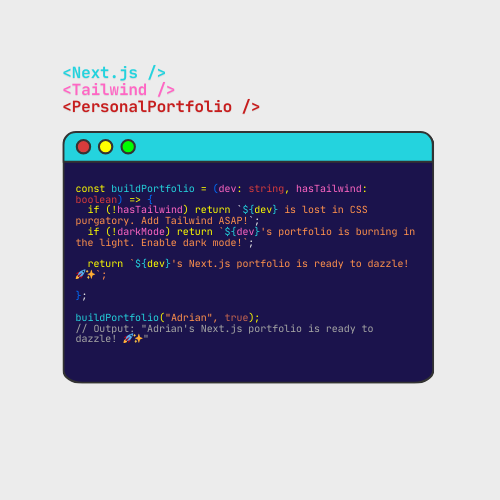 <Next.js />
<Tailwind />
<PersonalPortfolio />
const buildPortfolio = (dev: string, hasTailwind:
boolean) => {
  if (!hasTailwind) return `${dev} is lost in CSS
purgatory. Add Tailwind ASAP!`;
  if (!darkMode) return `${dev}'s portfolio is burning in
the light. Enable dark mode!`;
  return `${dev}'s Next.js portfolio is ready to dazzle!
🚀✨`;
};
buildPortfolio("Adrian", true);
// Output: "Adrian's Next.js portfolio is ready to
dazzle! 🚀✨"